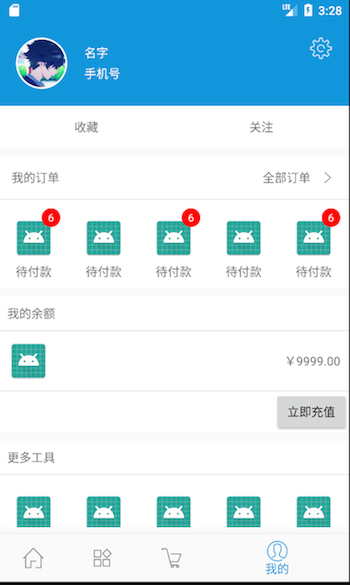 LTE 3:28
名字
手机号
收藏 关注
我的订单 全部订单
6 6 6
待付款 待付款 待付款 待付款 待付款
我的余额
￥9999.00
立即充值
更多工具
我的